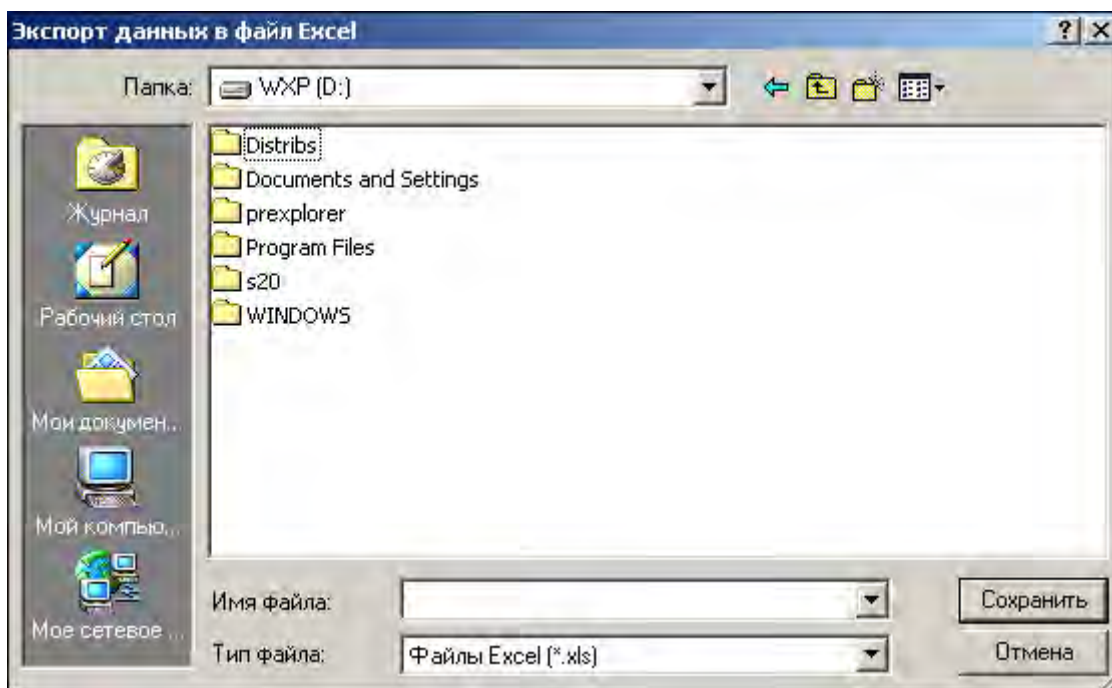 Экспорт данных в файл Excel
Папка: WXP (D:)
Журнал
Рабочий стол
Мои докумен...
Мой компью...
Мое сетевое ...
Distribs
Documents and Settings
prexplorer
Program Files
s20
WINDOWS
Имя файла:
Сохранить
Тип файла: Файлы Excel (*.xls)
Отмена